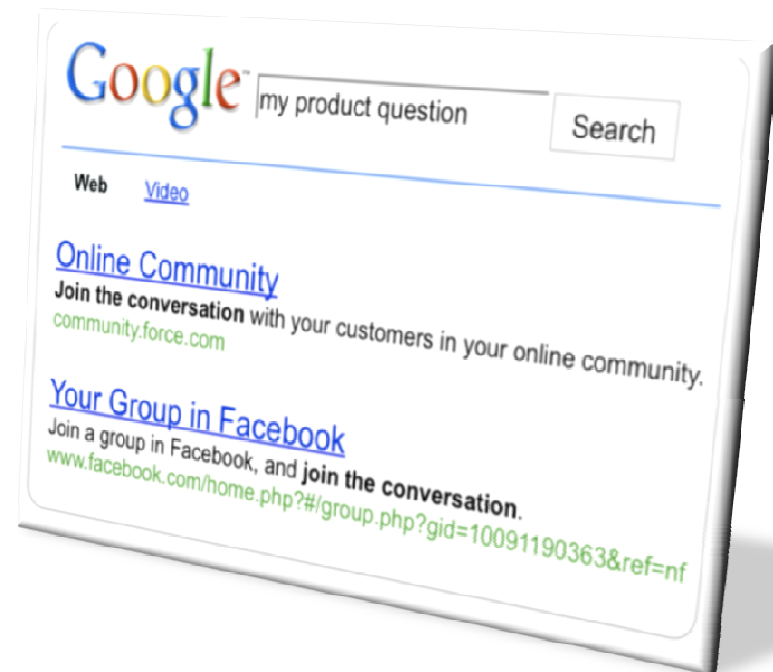 Google™ my product question Search
Web Video
Online Community
Join the conversation with your customers in your online community.
community.force.com
Your Group in Facebook
Join a group in Facebook, and join the conversation.
www.facebook.com/home.php?#/group.php?gid=10091190363&ref=nf